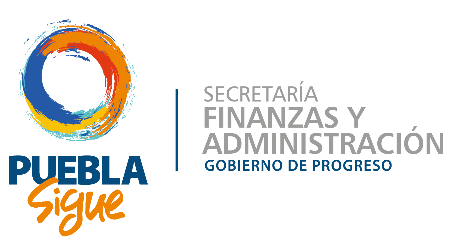 PUEBLA
Sigue
SECRETARÍA
FINANZAS Y
ADMINISTRACIÓN
GOBIERNO DE PROGRESO